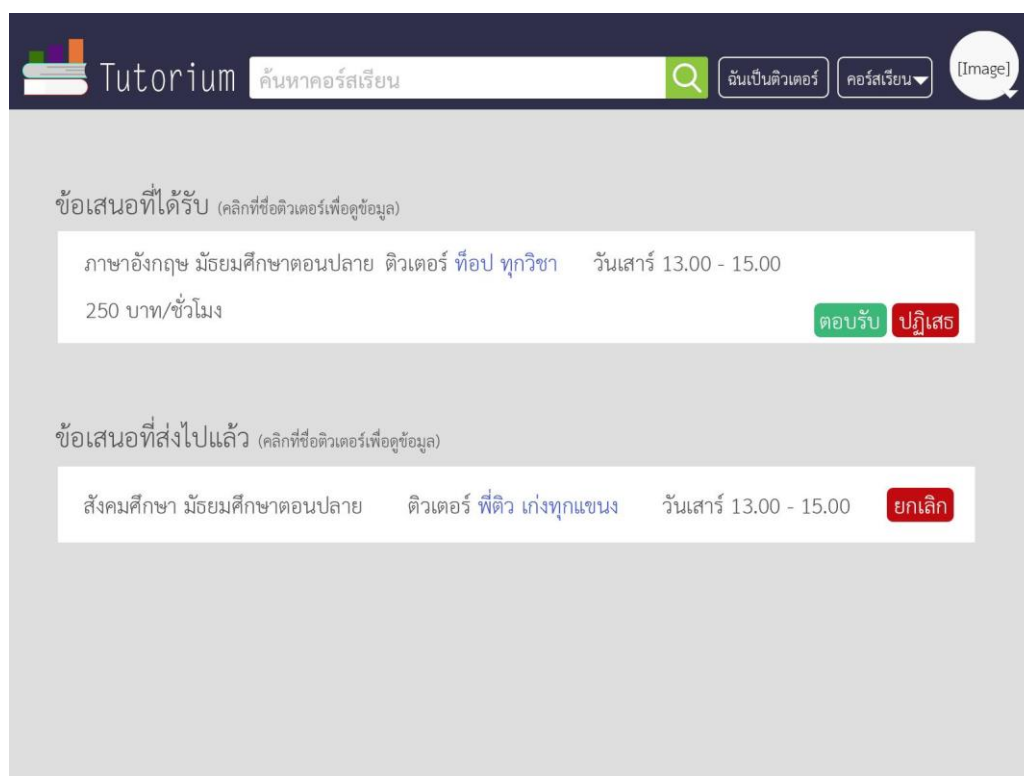 Tutorium ค้นหาคอร์สเรียน ฉันเป็นติวเตอร์ คอร์สเรียน [Image]
ข้อเสนอที่ได้รับ (คลิกที่ชื่อติวเตอร์เพื่อดูข้อมูล)
ภาษาอังกฤษ มัธยมศึกษาตอนปลาย ติวเตอร์ ท็อป ทุกวิชา วันเสาร์ 13.00 - 15.00
250 บาท/ชั่วโมง
ตอบรับ ปฏิเสธ
ข้อเสนอที่ส่งไปแล้ว (คลิกที่ชื่อติวเตอร์เพื่อดูข้อมูล)
สังคมศึกษา มัธยมศึกษาตอนปลาย ติวเตอร์ พี่ติว เก่งทุกแขนง วันเสาร์ 13.00 - 15.00 ยกเลิก